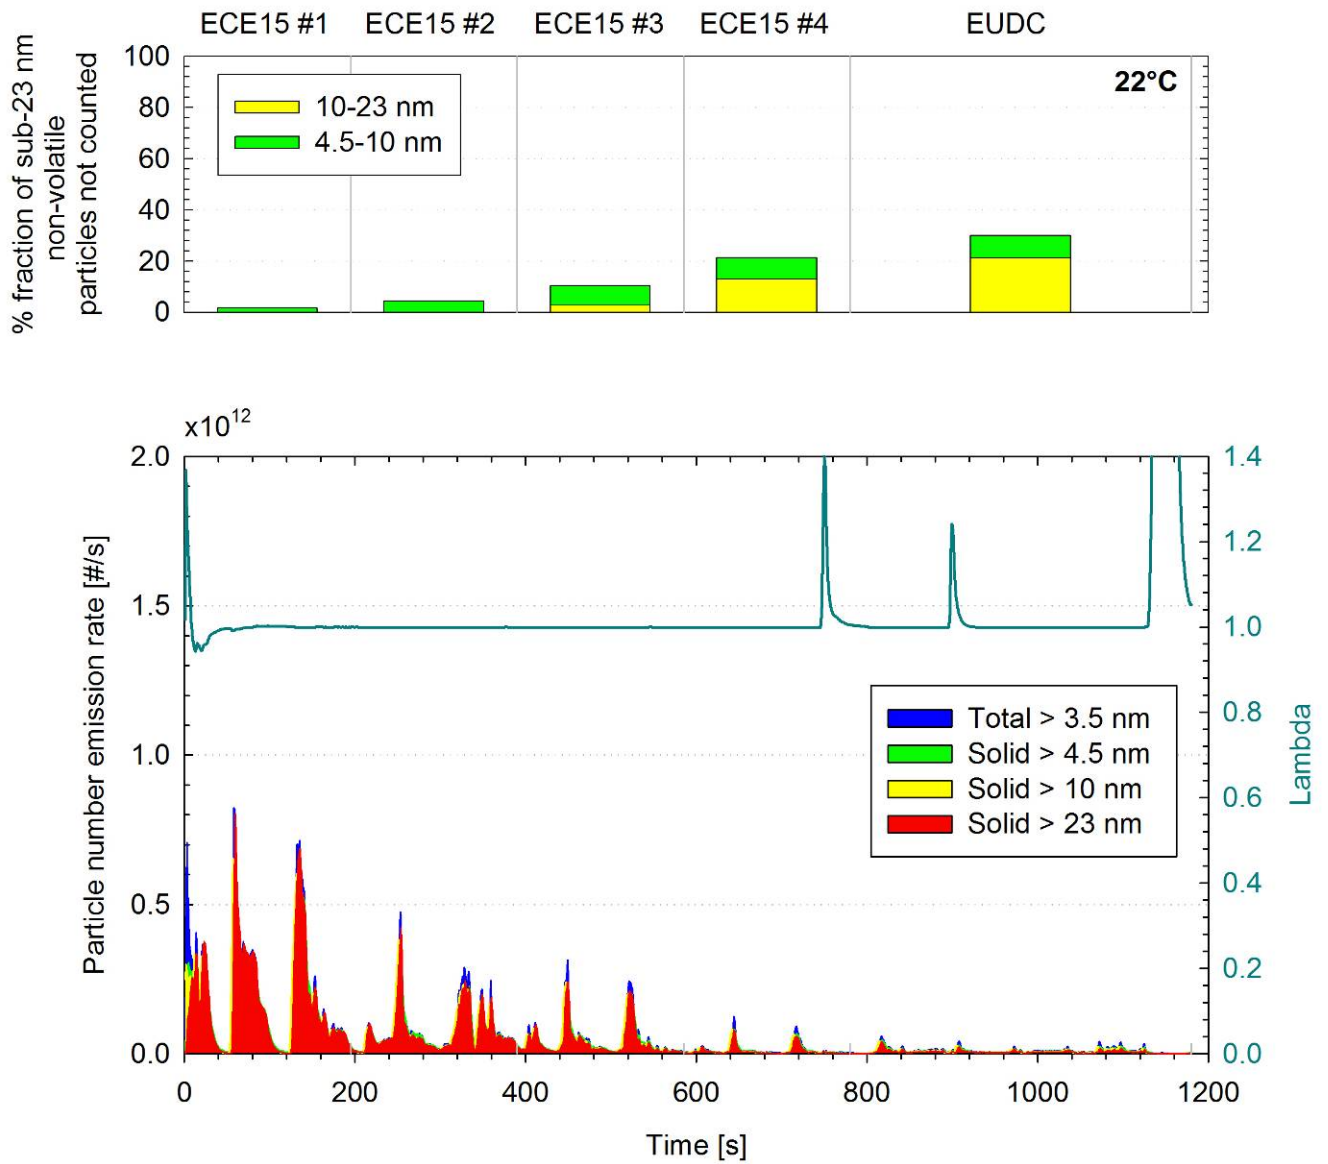 ECE15 #1 ECE15 #2 ECE15 #3 ECE15 #4 EUDC
% fraction of sub-23 nm
non-volatile
particles not counted
100
80
60
40
20
0
10-23 nm
4.5-10 nm
22°C
x10¹²
Particle number emission rate [#/s]
2.0
1.5
1.0
0.5
0.0
1.4
1.2
1.0
0.8
0.6
0.4
0.2
0.0
Lambda
Total > 3.5 nm
Solid > 4.5 nm
Solid > 10 nm
Solid > 23 nm
0 200 400 600 800 1000 1200
Time [s]